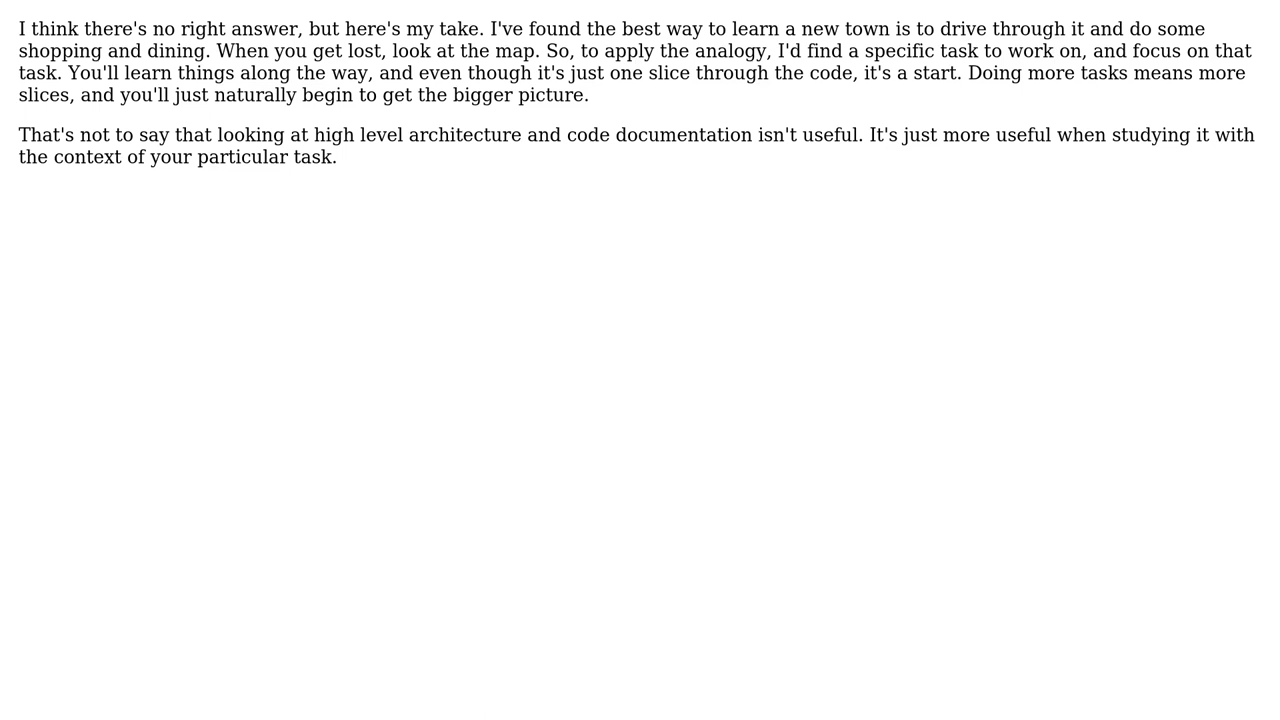 I think there's no right answer, but here's my take. I've found the best way to learn a new town is to drive through it and do some
shopping and dining. When you get lost, look at the map. So, to apply the analogy, I'd find a specific task to work on, and focus on that
task. You'll learn things along the way, and even though it's just one slice through the code, it's a start. Doing more tasks means more
slices, and you'll just naturally begin to get the bigger picture.
That's not to say that looking at high level architecture and code documentation isn't useful. It's just more useful when studying it with
the context of your particular task.